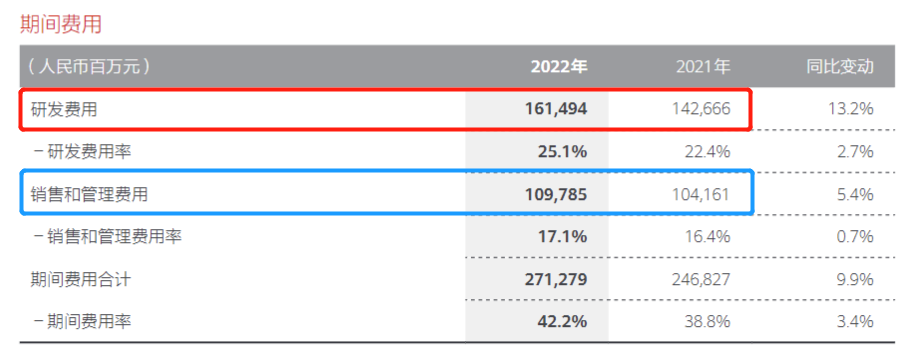 期间费用
（人民币百万元） 2022年 2021年 同比变动
研发费用 161,494 142,666 13.2%
－研发费用率 25.1% 22.4% 2.7%
销售和管理费用 109,785 104,161 5.4%
－销售和管理费用率 17.1% 16.4% 0.7%
期间费用合计 271,279 246,827 9.9%
－期间费用率 42.2% 38.8% 3.4%